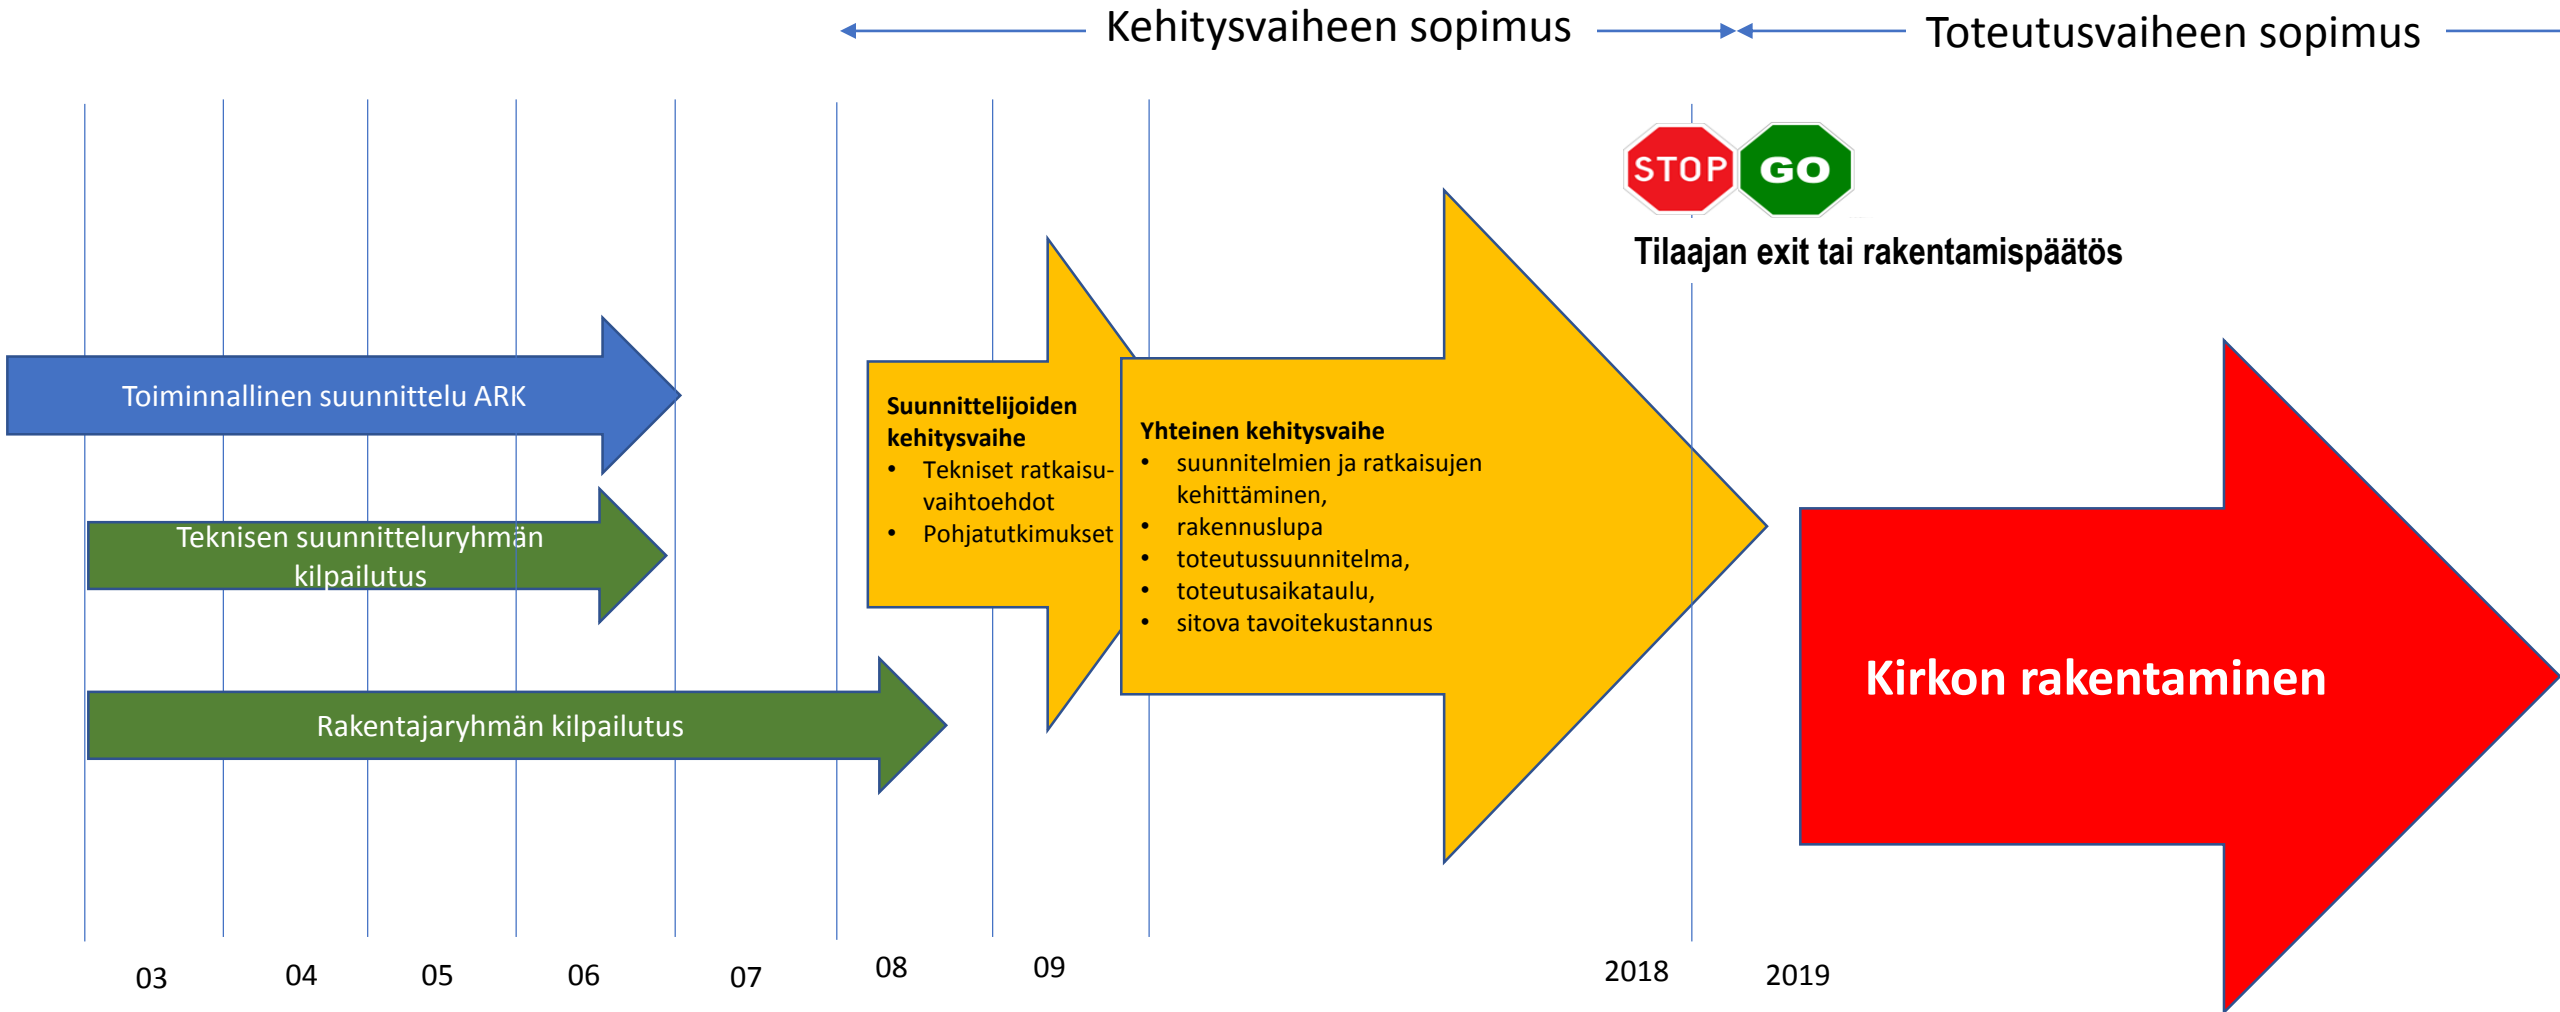 Kehitysvaiheen sopimus
Toteutusvaiheen sopimus
STOP
GO
Tilaajan exit tai rakentamispäätös
Toiminnallinen suunnittelu ARK
Teknisen suunnitteluryhmän
kilpailutus
Rakentajaryhmän kilpailutus
Suunnittelijoiden
kehitysvaihe
• Tekniset ratkaisu-
vaihtoehdot
• Pohjatutkimukset
Yhteinen kehitysvaihe
• suunnitelmien ja ratkaisujen
kehittäminen,
• rakennuslupa
• toteutussuunnitelma,
• toteutusaikataulu,
• sitova tavoitekustannus
Kirkon rakentaminen
03
04
05
06
07
08
09
2018
2019